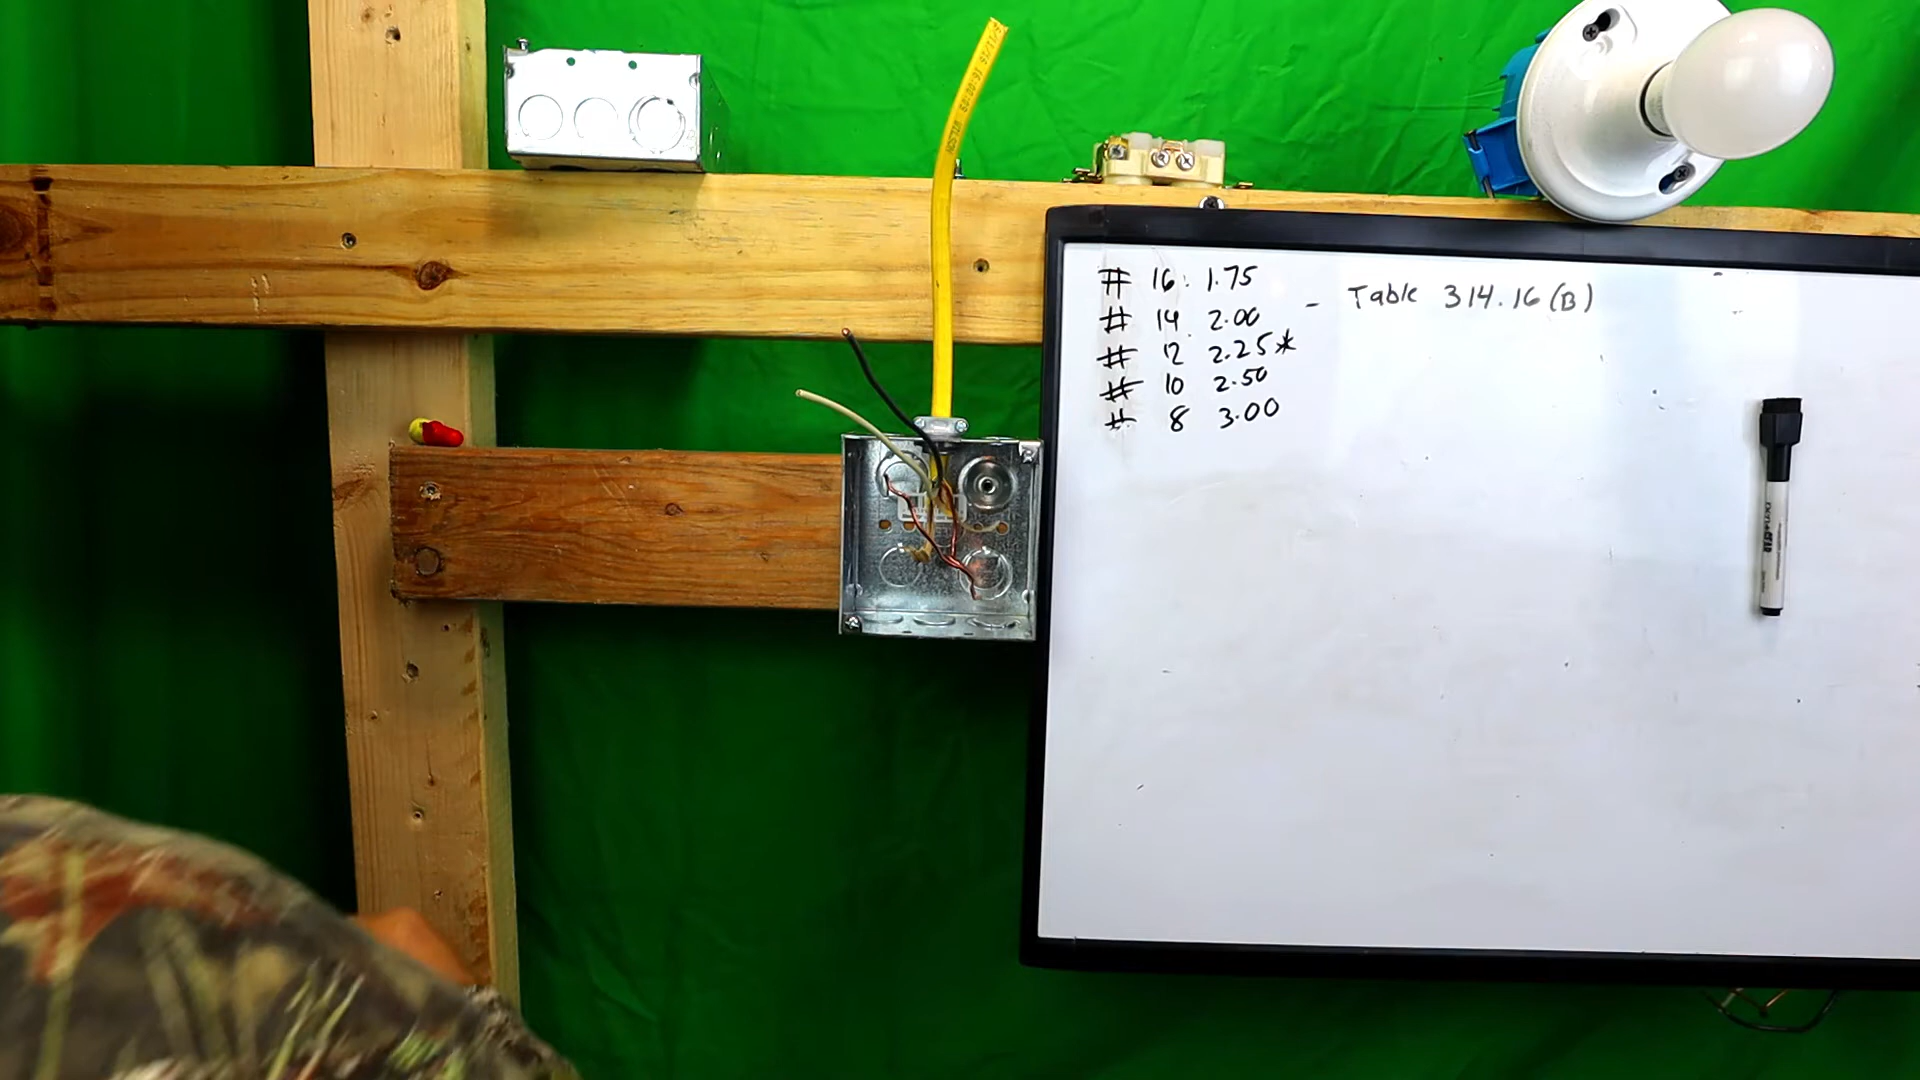 # 16 1.75
- Table 314.16 (B)
# 14 2.00
# 12 2.25*
# 10 2.50
# 8 3.00